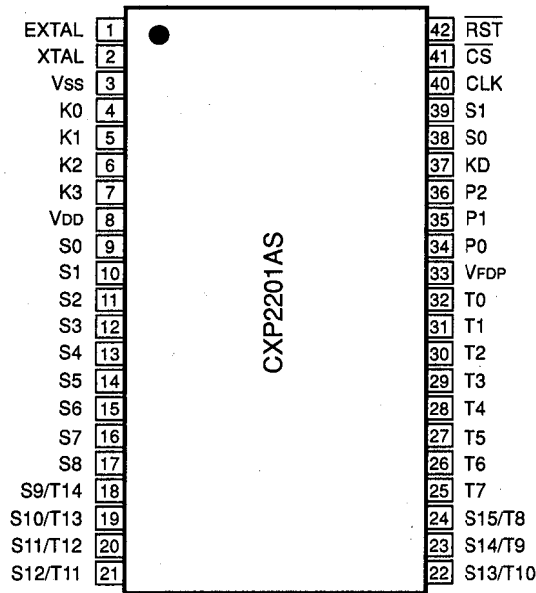 EXTAL 1
XTAL 2
Vss 3
K0 4
K1 5
K2 6
K3 7
VDD 8
S0 9
S1 10
S2 11
S3 12
S4 13
S5 14
S6 15
S7 16
S8 17
S9/T14 18
S10/T13 19
S11/T12 20
S12/T11 21
CXP2201AS
42 RST
41 CS
40 CLK
39 S1
38 S0
37 KD
36 P2
35 P1
34 P0
33 VFDP
32 T0
31 T1
30 T2
29 T3
28 T4
27 T5
26 T6
25 T7
24 S15/T8
23 S14/T9
22 S13/T10